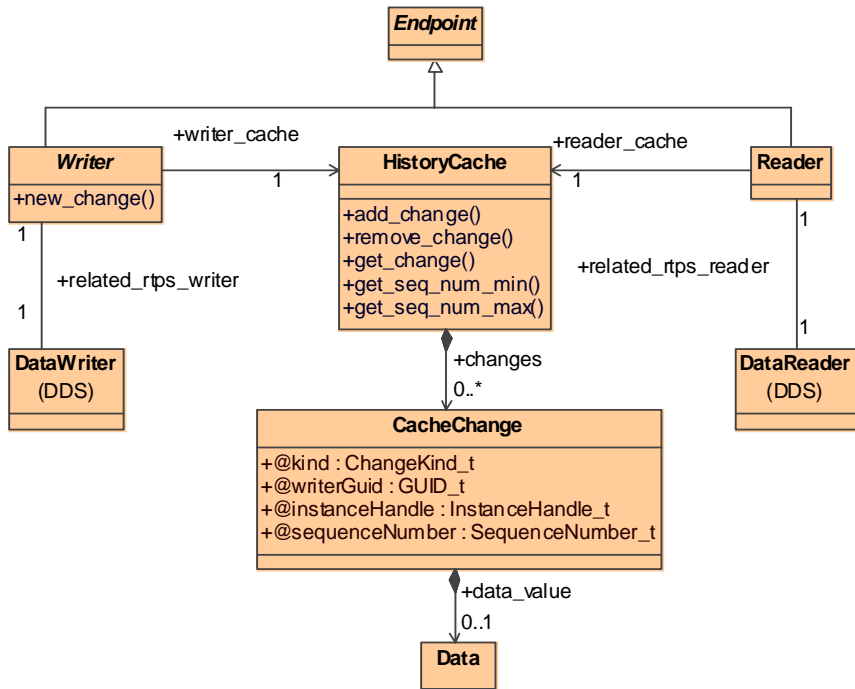 Endpoint
+writer_cache
+reader_cache
Writer
HistoryCache
Reader
1
1
+new_change()
+add_change()
+remove_change()
+get_change()
+get_seq_num_min()
+get_seq_num_max()
1
1
+related_rtps_writer
+related_rtps_reader
1
1
DataWriter
(DDS)
+changes
0..*
DataReader
(DDS)
CacheChange
+@kind : ChangeKind_t
+@writerGuid : GUID_t
+@instanceHandle : InstanceHandle_t
+@sequenceNumber : SequenceNumber_t
+data_value
0..1
Data